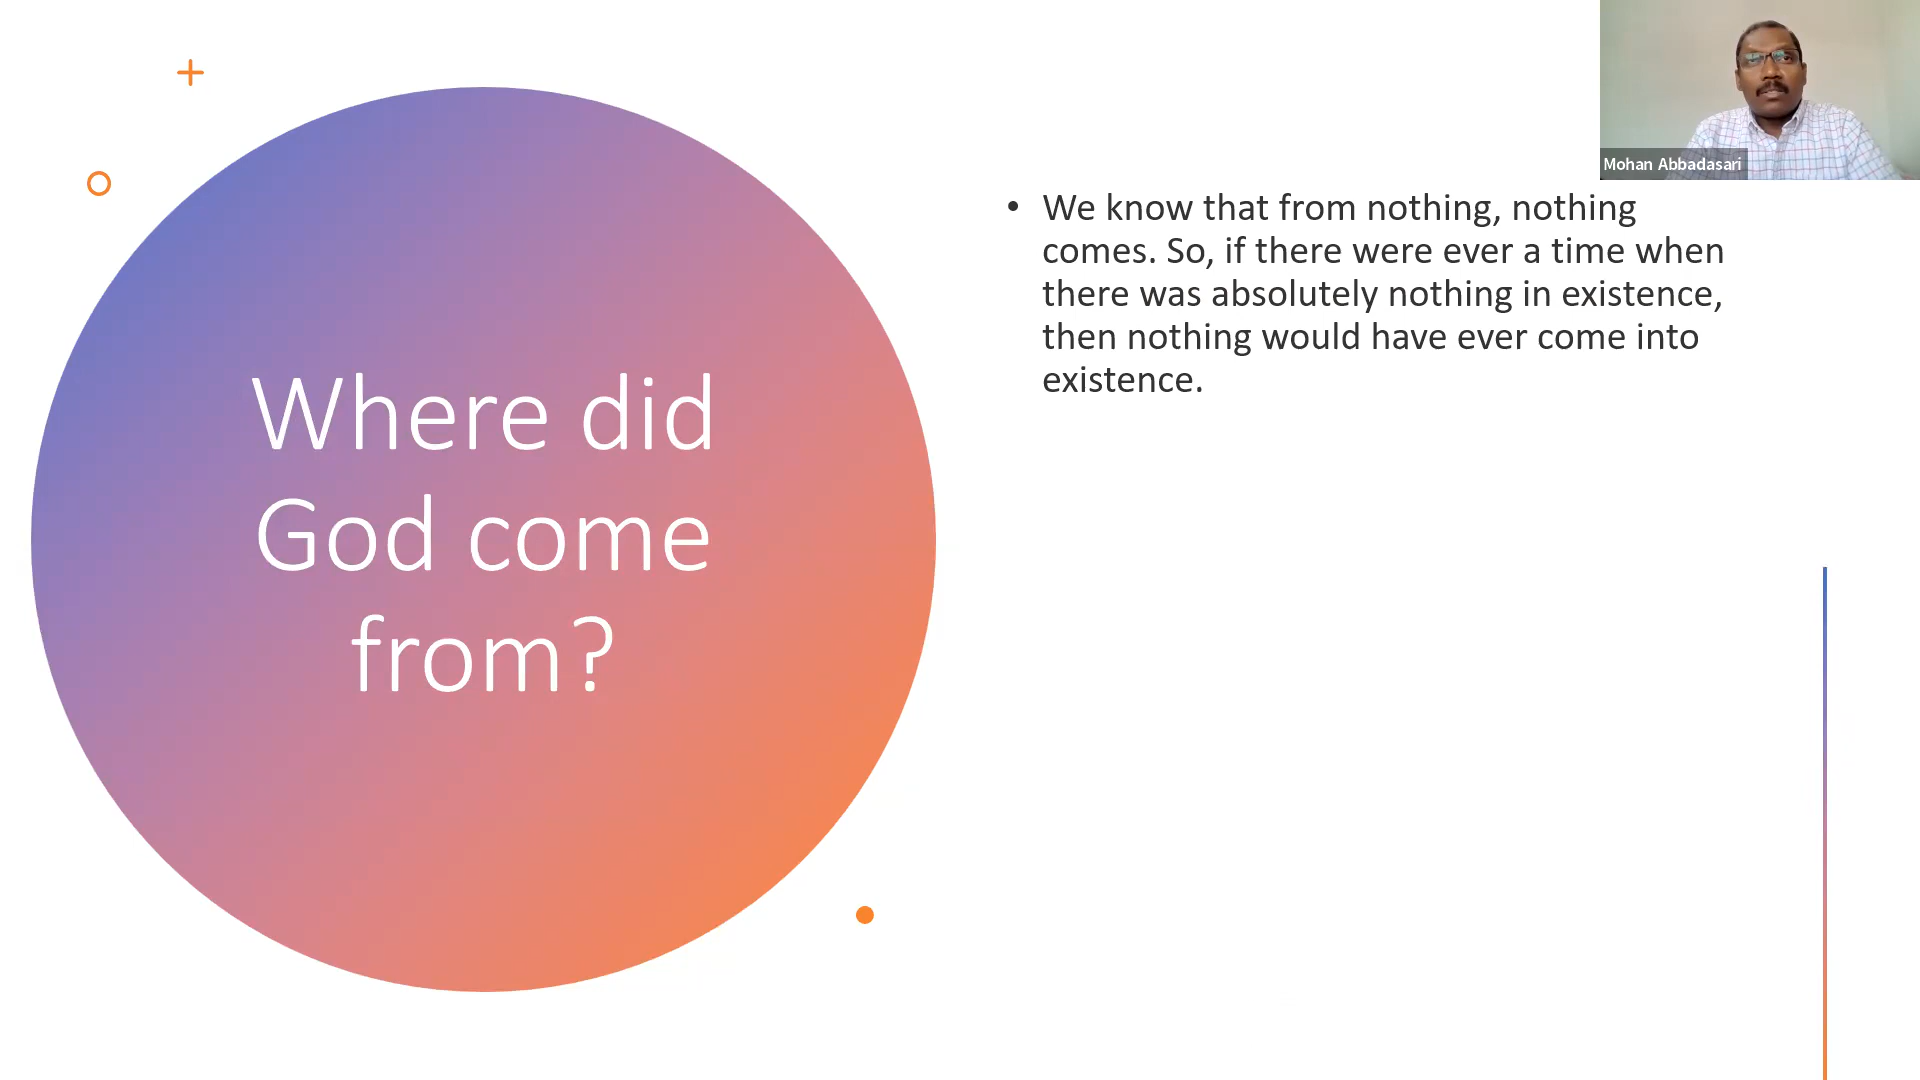 Where did
God come
from?
Mohan Abbadasari
• We know that from nothing, nothing
comes. So, if there were ever a time when
there was absolutely nothing in existence,
then nothing would have ever come into
existence.